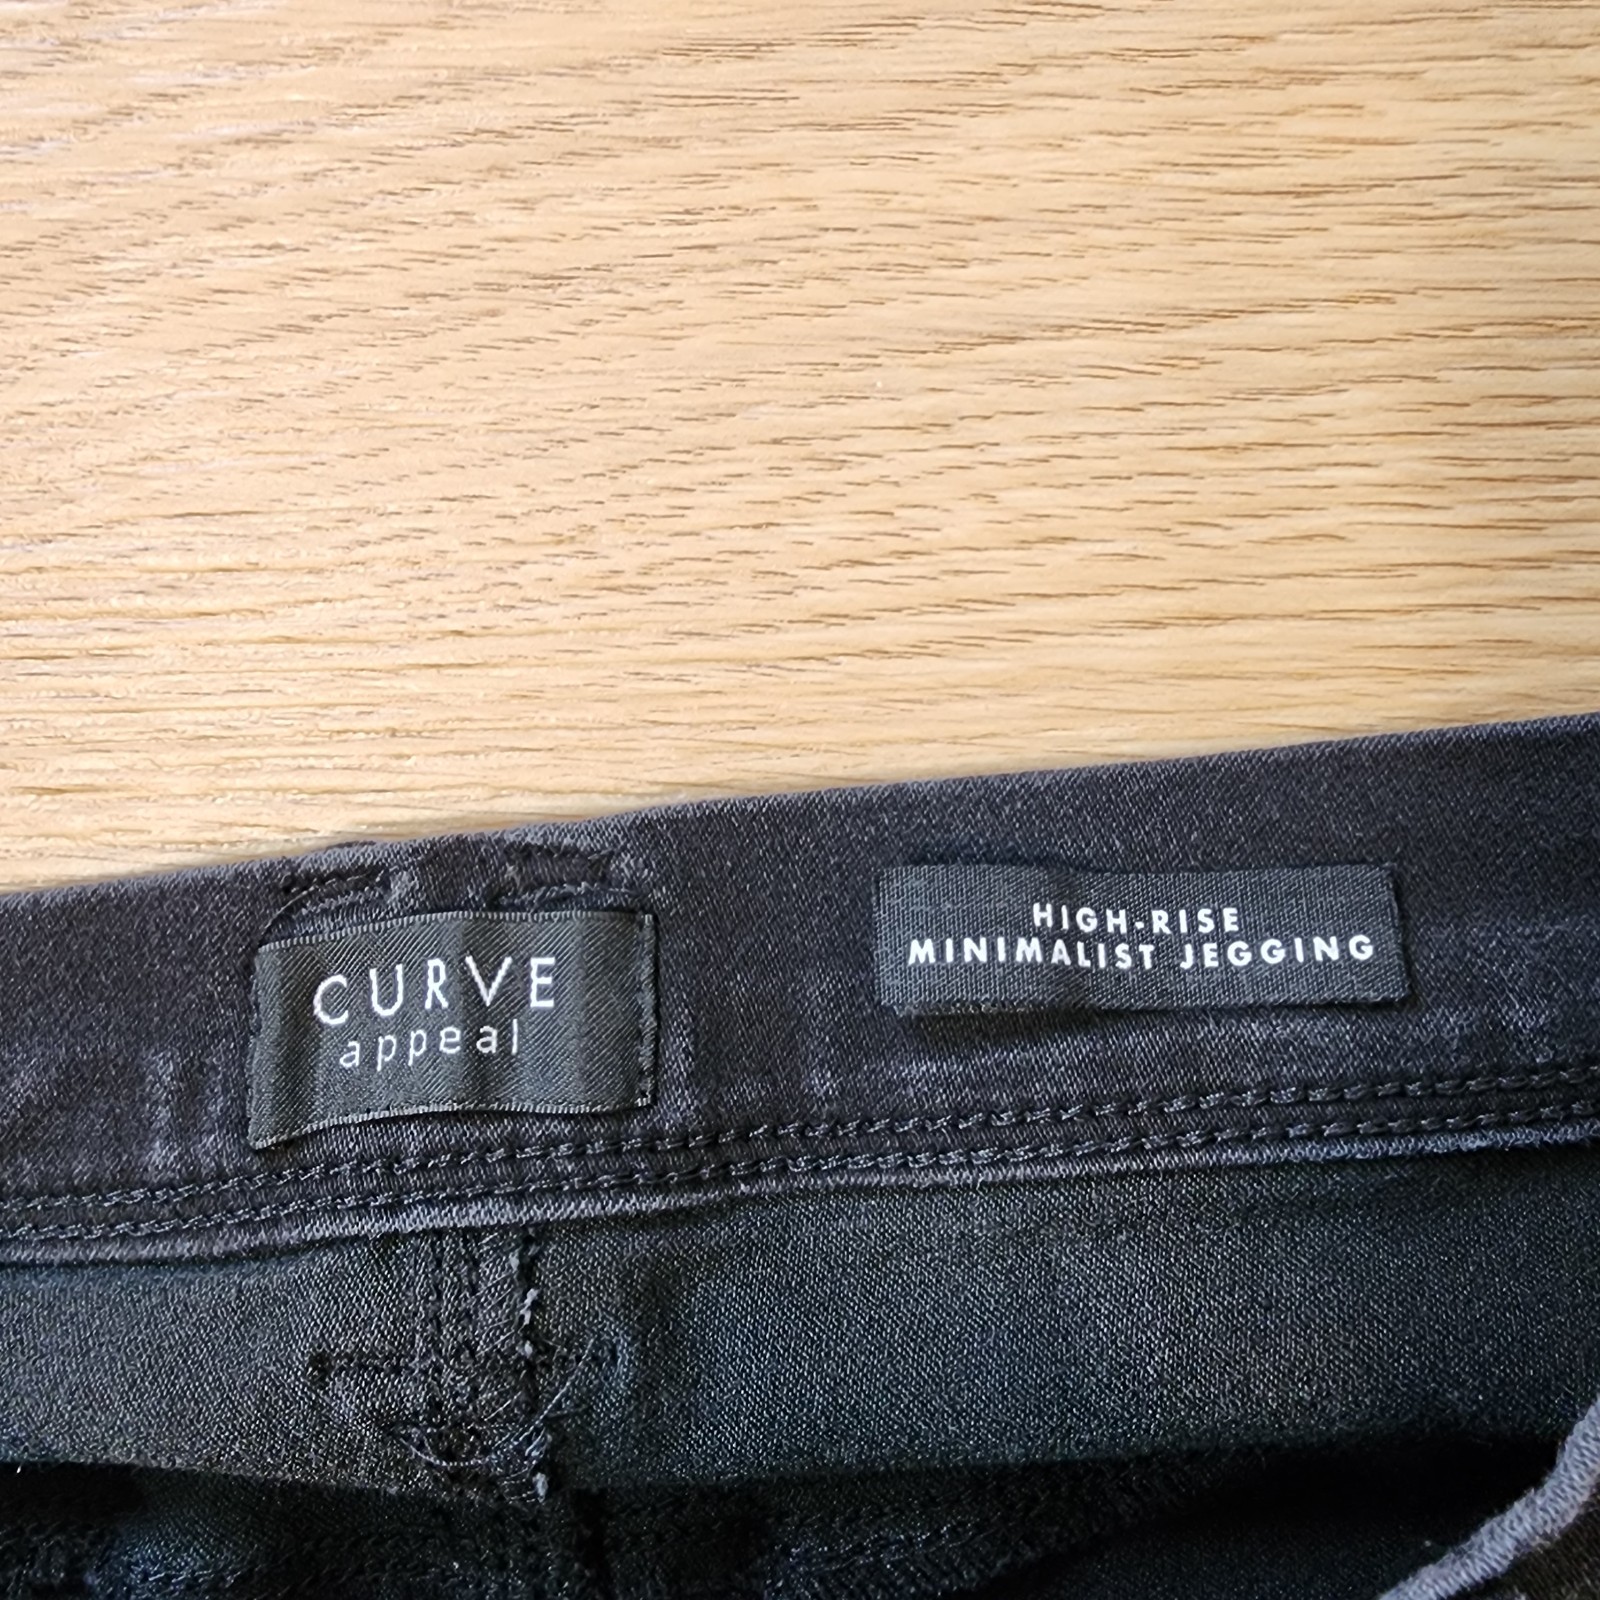 CURVE
appeal
HIGH-RISE
MINIMALIST JEGGING